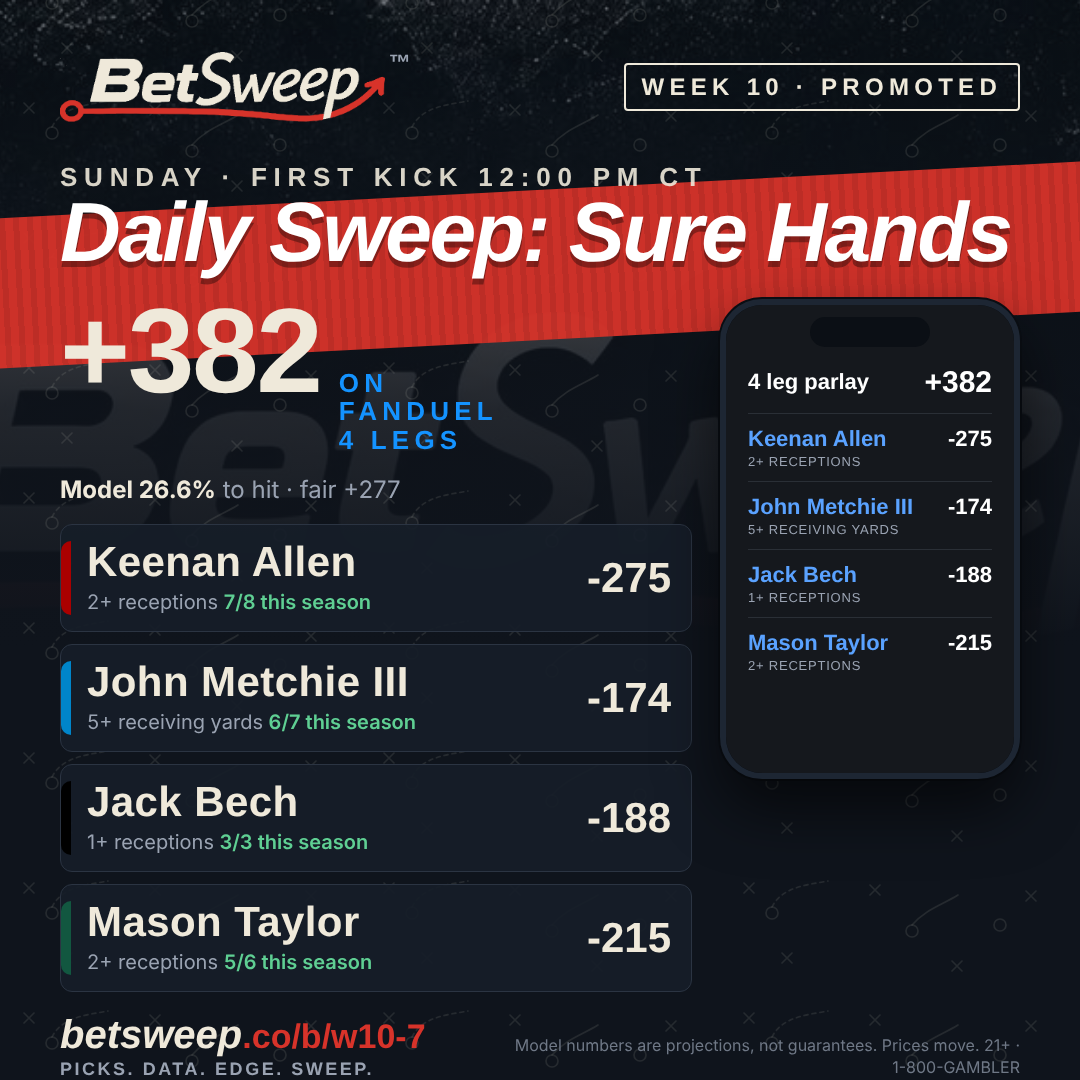 BetSweep™
WEEK 10 · PROMOTED
SUNDAY · FIRST KICK 12:00 PM CT
Daily Sweep: Sure Hands
+382
ON
FANDUEL
4 LEGS
Model 26.6% to hit · fair +277
Keenan Allen
2+ receptions 7/8 this season
-275
John Metchie III
5+ receiving yards 6/7 this season
-174
Jack Bech
1+ receptions 3/3 this season
-188
Mason Taylor
2+ receptions 5/6 this season
-215
4 leg parlay +382
Keenan Allen -275
2+ RECEPTIONS
John Metchie III -174
5+ RECEIVING YARDS
Jack Bech -188
1+ RECEPTIONS
Mason Taylor -215
2+ RECEPTIONS
betsweep.co/b/w10-7
PICKS. DATA. EDGE. SWEEP.
Model numbers are projections, not guarantees. Prices move. 21+ ·
1-800-GAMBLER